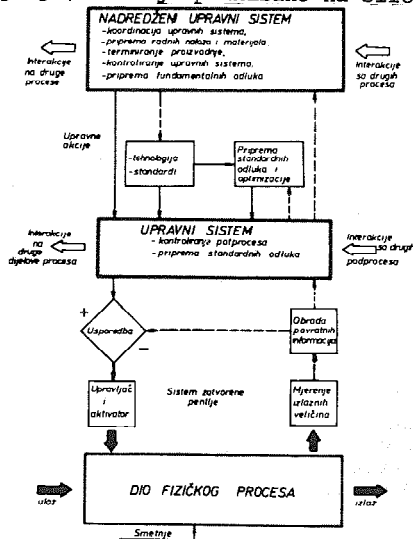 NADREĐENI UPRAVNI SISTEM
-koordinacija upravnih sistema,
-priprema radnih naloga i materijala
-terminiranje proizvodnje,
-kontroliranje upravnih sistema,
-priprema fundamentalnih odluka
Interakcije
na druge
procese
Interakcije
sa drugih
procesa
Upravne
akcije
-tehnologija
-standardi
Priprema
standardnih
odluka i
optimizacije
Interakcije
na
druge
dijelove procesa
UPRAVNI SISTEM
- kontroliranje potprocesa
- priprema standardnih odluka
Interakcije
sa drugih
podprocesa
+
Usporedba
−
Obrada
povratnih
informacija
Upravljač
i
aktivator
Sistem zatvorene
petlje
Mjerenje
izlaznih
veličina
DIO FIZIČKOG PROCESA
ulaz
izlaz
Smetnje